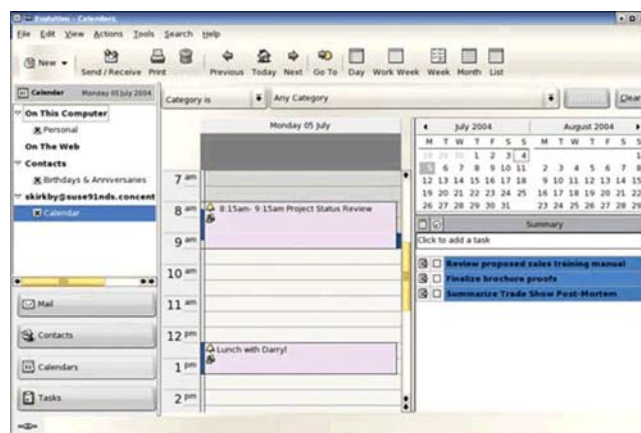 Evolution - Calendars
File Edit View Actions Tools Search Help
New Send / Receive Print Previous Today Next Go To Day Work Week Week Month List
Calendar Monday 05 July 2004
Category is Any Category Clear
On This Computer
Personal
On The Web
Contacts
Birthdays & Anniversaries
skirkby@suse91nds.concent
Calendar
Mail
Contacts
Calendars
Tasks
Monday 05 July
7 am
8 am
8:15am- 9:15am Project Status Review
9 am
10 am
11 am
12 pm
Lunch with Darryl
1 pm
2 pm
July 2004 August 2004
M T W T F S S M T W T F S S
28 29 30 1 2 3 4 1
5 6 7 8 9 10 11 2 3 4 5 6 7 8
12 13 14 15 16 17 18 9 10 11 12 13 14 15
19 20 21 22 23 24 25 16 17 18 19 20 21 22
26 27 28 29 30 31 23 24 25 26 27 28 29
Summary
Click to add a task
Review proposed sales training manual
Finalize brochure proofs
Summarize Trade Show Post-Mortem